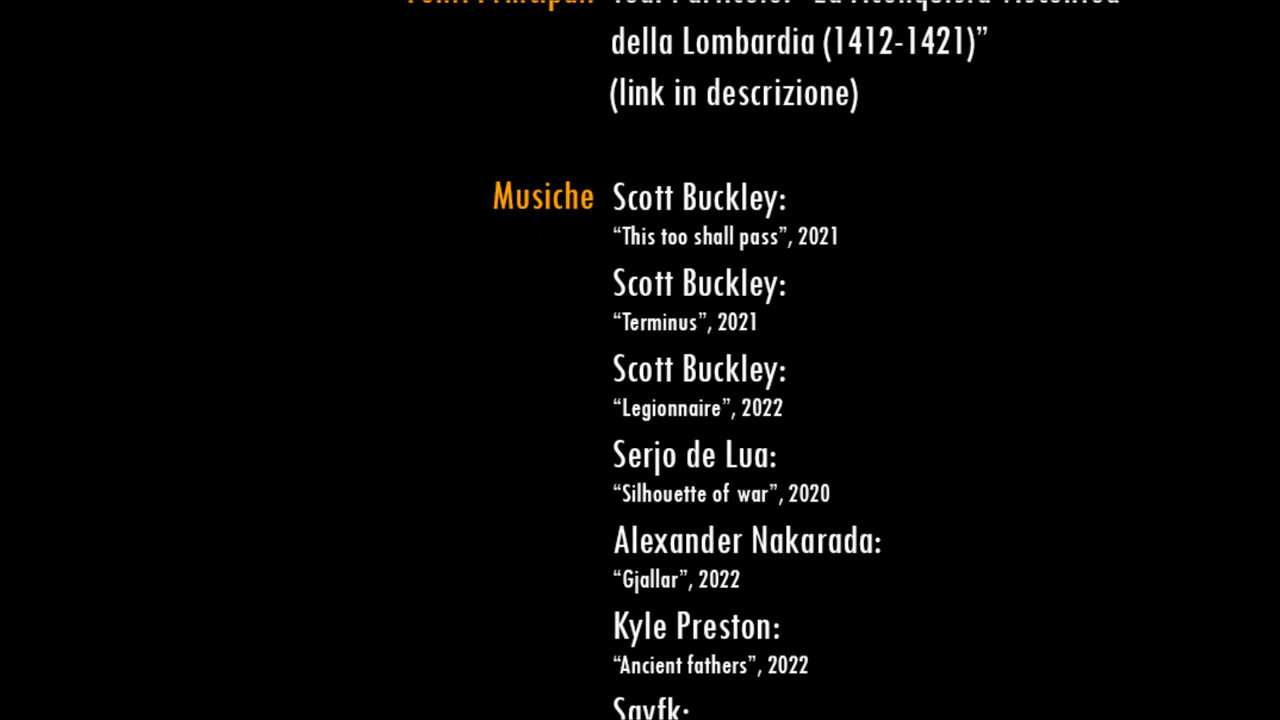 della Lombardia (1412-1421)”
(link in descrizione)
Musiche Scott Buckley:
“This too shall pass”, 2021
Scott Buckley:
“Terminus”, 2021
Scott Buckley:
“Legionnaire”, 2022
Serjo de Lua:
“Silhouette of war”, 2020
Alexander Nakarada:
“Gjallar”, 2022
Kyle Preston:
“Ancient fathers”, 2022